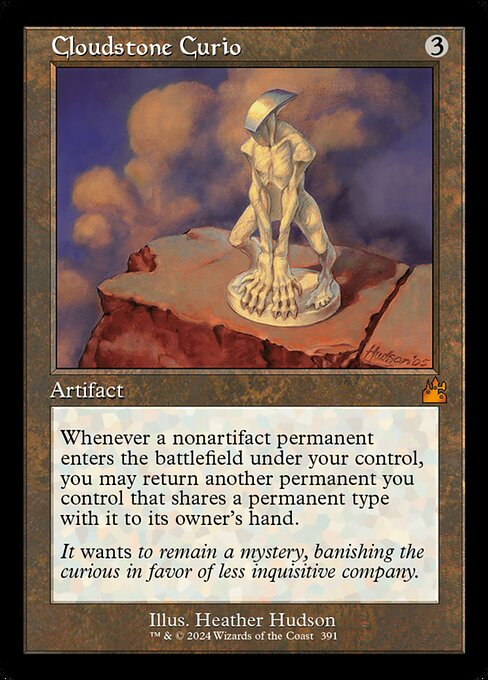 Cloudstone Curio 3
Hudson '05
Artifact
Whenever a nonartifact permanent
enters the battlefield under your control,
you may return another permanent you
control that shares a permanent type
with it to its owner's hand.
It wants to remain a mystery, banishing the
curious in favor of less inquisitive company.
Illus. Heather Hudson
™ & © 2024 Wizards of the Coast 391